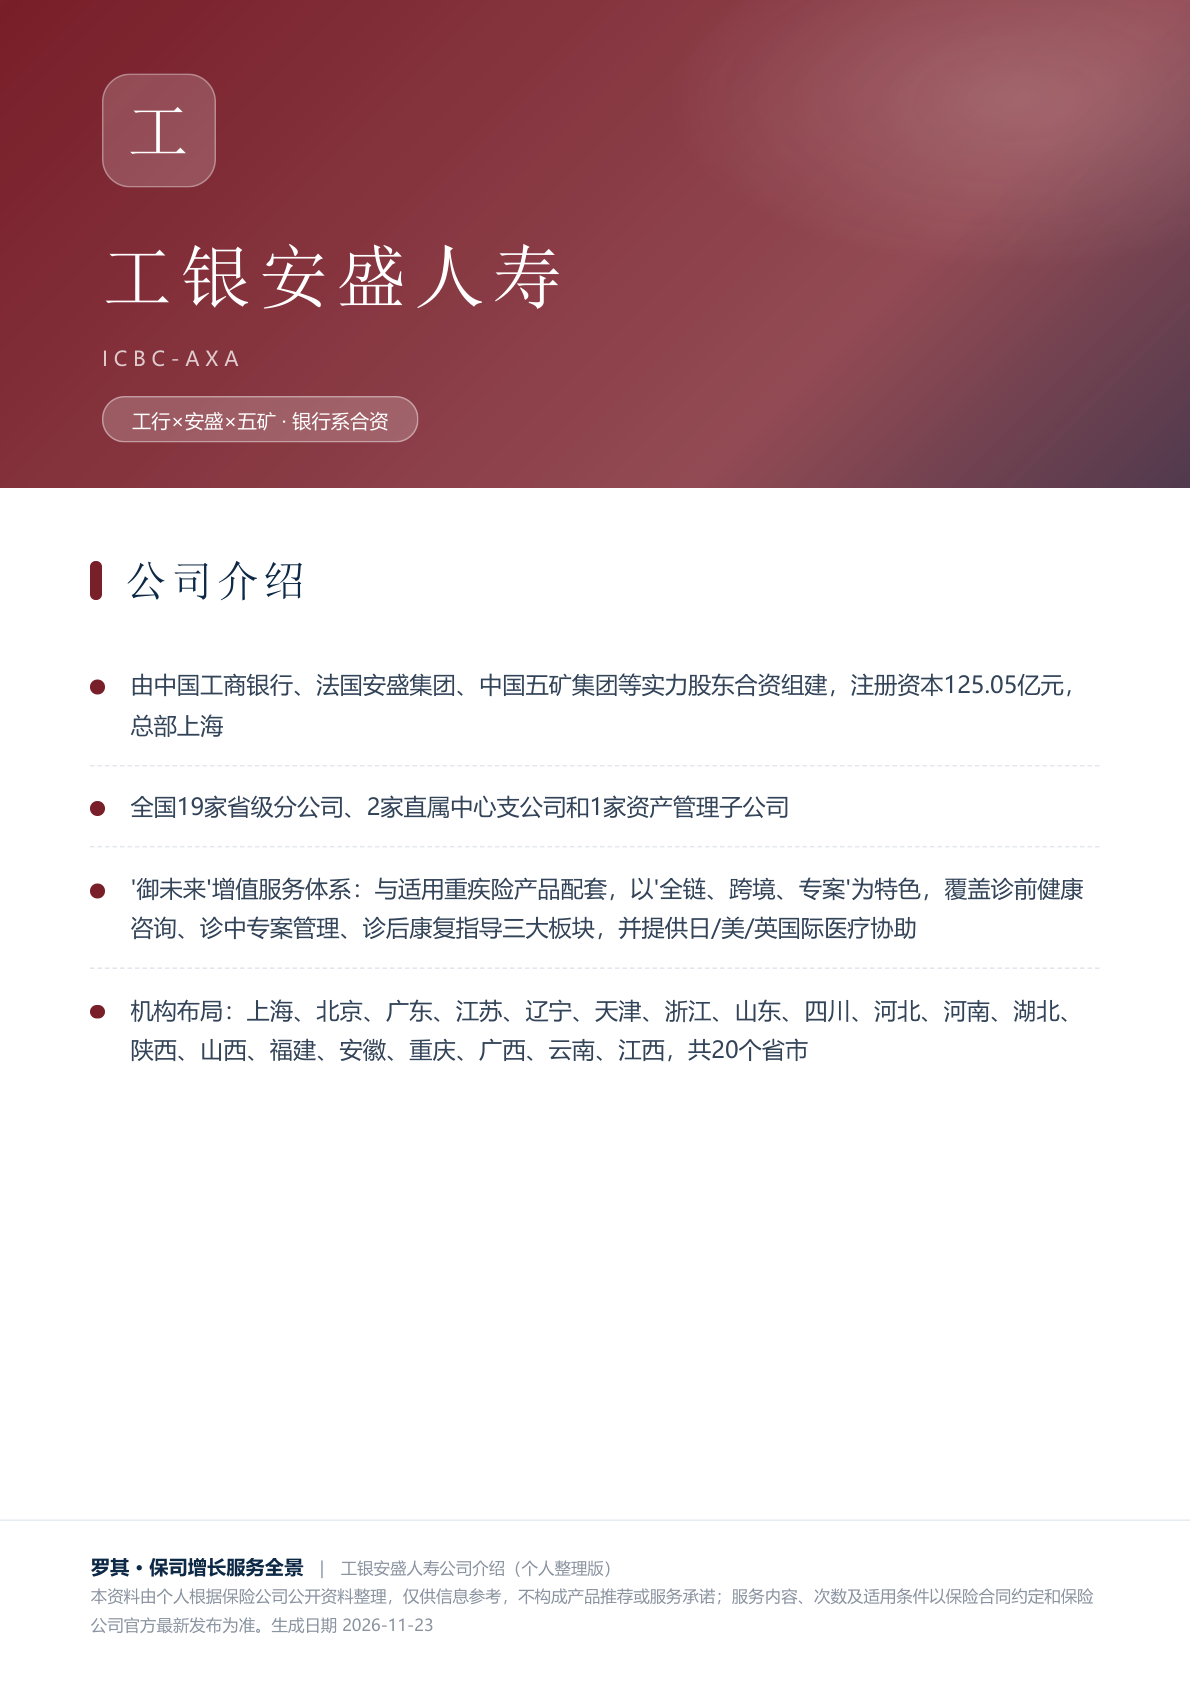 工
工银安盛人寿
ICBC-AXA
工行×安盛×五矿 · 银行系合资
公司介绍
由中国工商银行、法国安盛集团、中国五矿集团等实力股东合资组建，注册资本125.05亿元，
总部上海
全国19家省级分公司、2家直属中心支公司和1家资产管理子公司
'御未来'增值服务体系：与适用重疾险产品配套，以'全链、跨境、专案'为特色，覆盖诊前健康
咨询、诊中专案管理、诊后康复指导三大板块，并提供日/美/英国际医疗协助
机构布局：上海、北京、广东、江苏、辽宁、天津、浙江、山东、四川、河北、河南、湖北、
陕西、山西、福建、安徽、重庆、广西、云南、江西，共20个省市
罗其 • 保司增长服务全景 | 工银安盛人寿公司介绍（个人整理版）
本资料由个人根据保险公司公开资料整理，仅供信息参考，不构成产品推荐或服务承诺；服务内容、次数及适用条件以保险合同约定和保险
公司官方最新发布为准。生成日期 2026-11-23